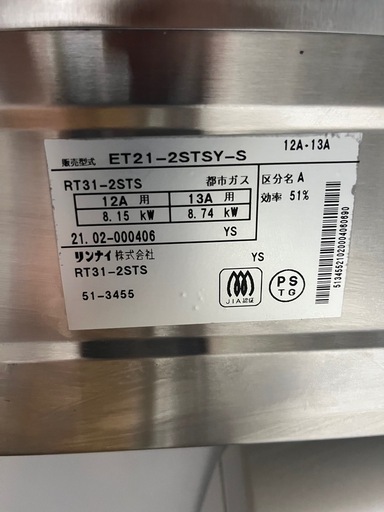 販売型式 ET21-2STSY-S 12A-13A
RT31-2STS 都市ガス 区分名 A
12A 用 13A 用 効率 51%
8.15 kW 8.74 kW
21.02-000406 YS
リンナイ株式会社 YS
RT31-2STS
51-3455
JIA認証
PS
TG
51345521020004060690